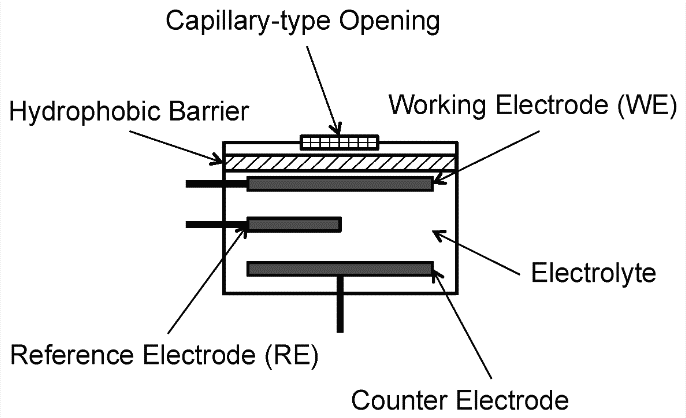 Capillary-type Opening
Hydrophobic Barrier
Working Electrode (WE)
Electrolyte
Reference Electrode (RE)
Counter Electrode